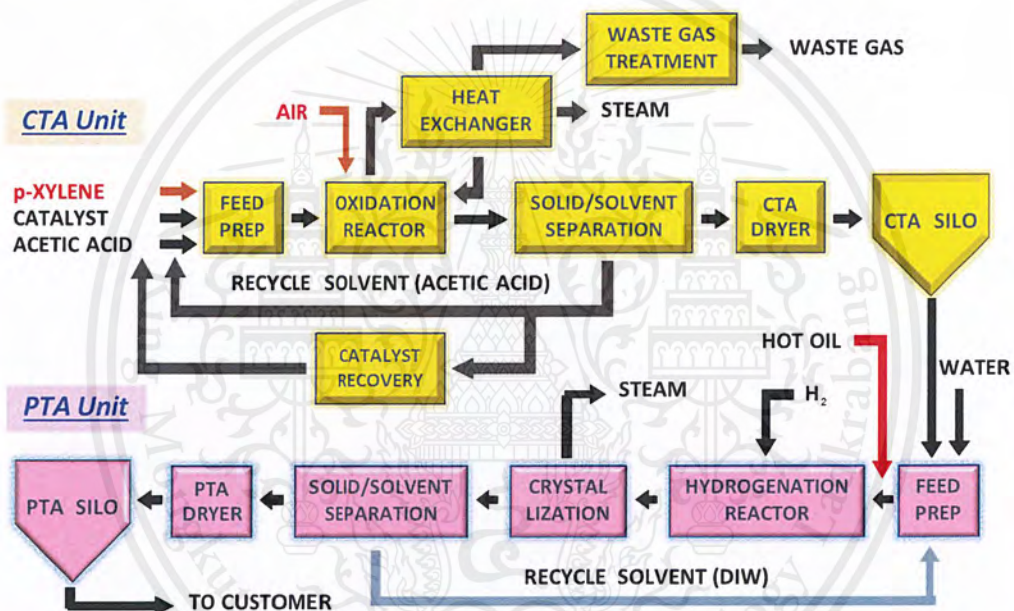 WASTE GAS
TREATMENT
WASTE GAS
HEAT
EXCHANGER
STEAM
AIR
CTA Unit
p-XYLENE
CATALYST
ACETIC ACID
FEED
PREP
OXIDATION
REACTOR
SOLID/SOLVENT
SEPARATION
CTA
DRYER
CTA SILO
RECYCLE SOLVENT (ACETIC ACID)
CATALYST
RECOVERY
HOT OIL
WATER
PTA Unit
STEAM
H₂
PTA SILO
PTA
DRYER
SOLID/SOLVENT
SEPARATION
CRYSTAL
LIZATION
HYDROGENATION
REACTOR
FEED
PREP
RECYCLE SOLVENT (DIW)
TO CUSTOMER